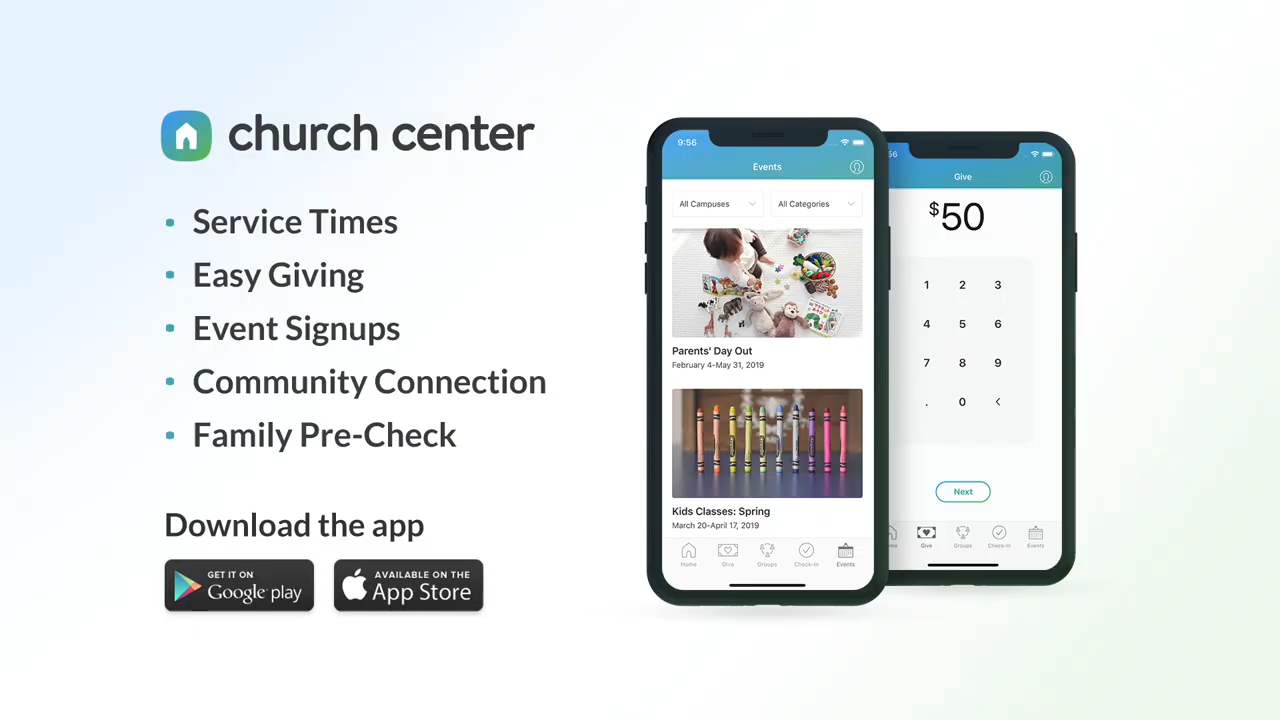 church center
Service Times
Easy Giving
Event Signups
Community Connection
Family Pre-Check
Download the app
GET IT ON
Google play
AVAILABLE ON THE
App Store
9:56
Events
All Campuses
All Categories
Parents' Day Out
February 4-May 31, 2019
Kids Classes: Spring
March 20-April 17, 2019
Home
Give
Groups
Check-In
Events
56
Give
$50
1 2 3
4 5 6
7 8 9
. 0 <
Next
me
Give
Groups
Check-In
Events